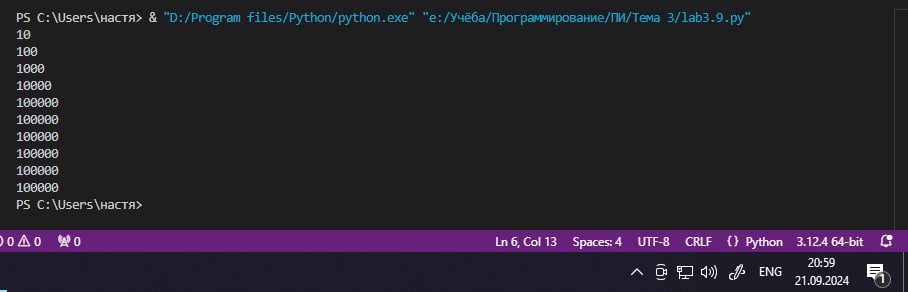 PS C:\Users\настя> & "D:/Program files/Python/python.exe" "e:/Учёба/Программирование/ПИ/Тема 3/lab3.9.py"
10
100
1000
10000
100000
100000
100000
100000
100000
100000
PS C:\Users\настя>
0 0 0 Ln 6, Col 13 Spaces: 4 UTF-8 CRLF {} Python 3.12.4 64-bit
ENG 20:59
21.09.2024 1